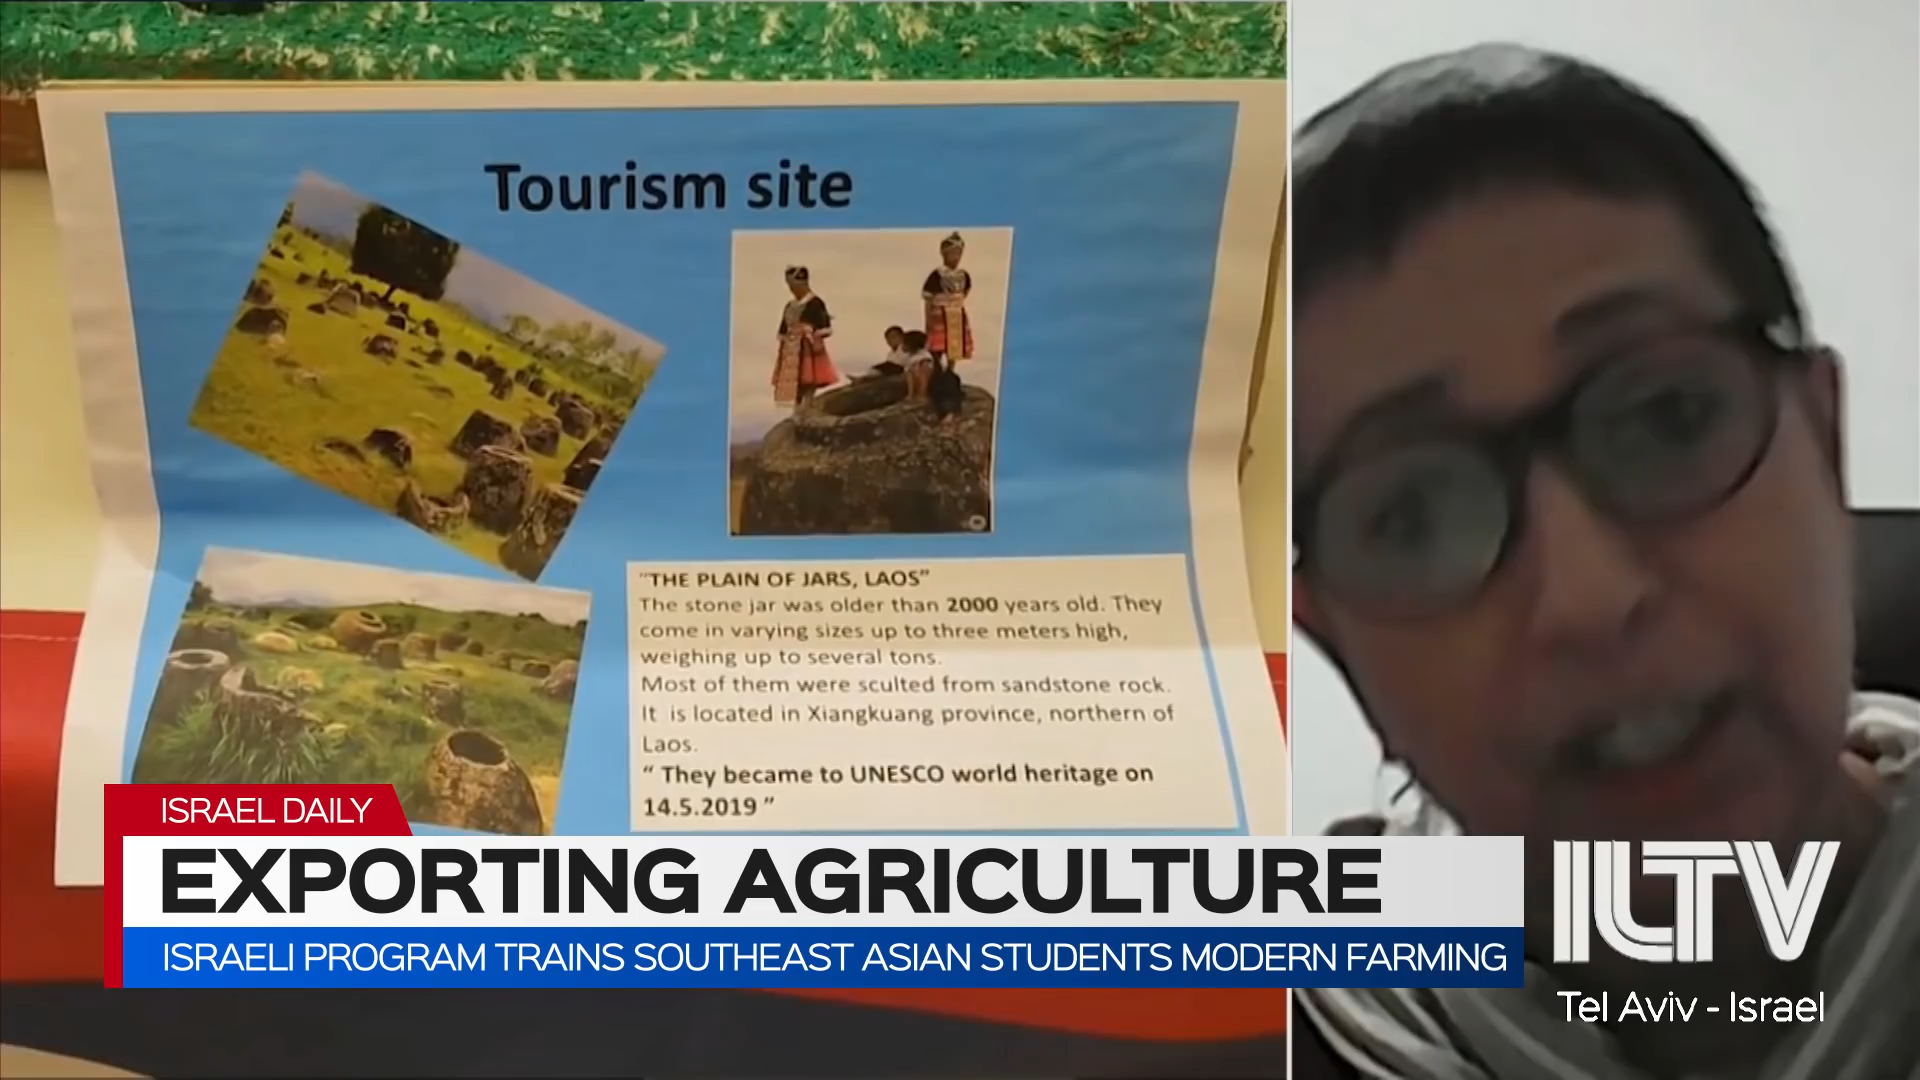 Tourism site
"THE PLAIN OF JARS, LAOS"
The stone jar was older than 2000 years old. They
come in varying sizes up to three meters high,
weighing up to several tons.
Most of them were sculted from sandstone rock.
It is located in Xiangkuang province, northern of
Laos.
" They became to UNESCO world heritage on
14.5.2019 "
ISRAEL DAILY
EXPORTING AGRICULTURE
ISRAELI PROGRAM TRAINS SOUTHEAST ASIAN STUDENTS MODERN FARMING
ILTV
Tel Aviv - Israel